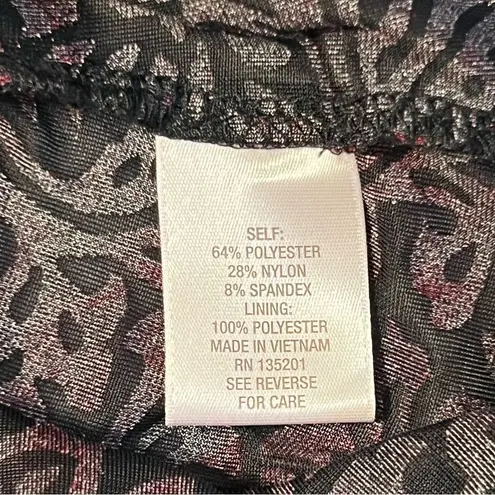 SELF:
64% POLYESTER
28% NYLON
8% SPANDEX
LINING:
100% POLYESTER
MADE IN VIETNAM
RN 135201
SEE REVERSE
FOR CARE